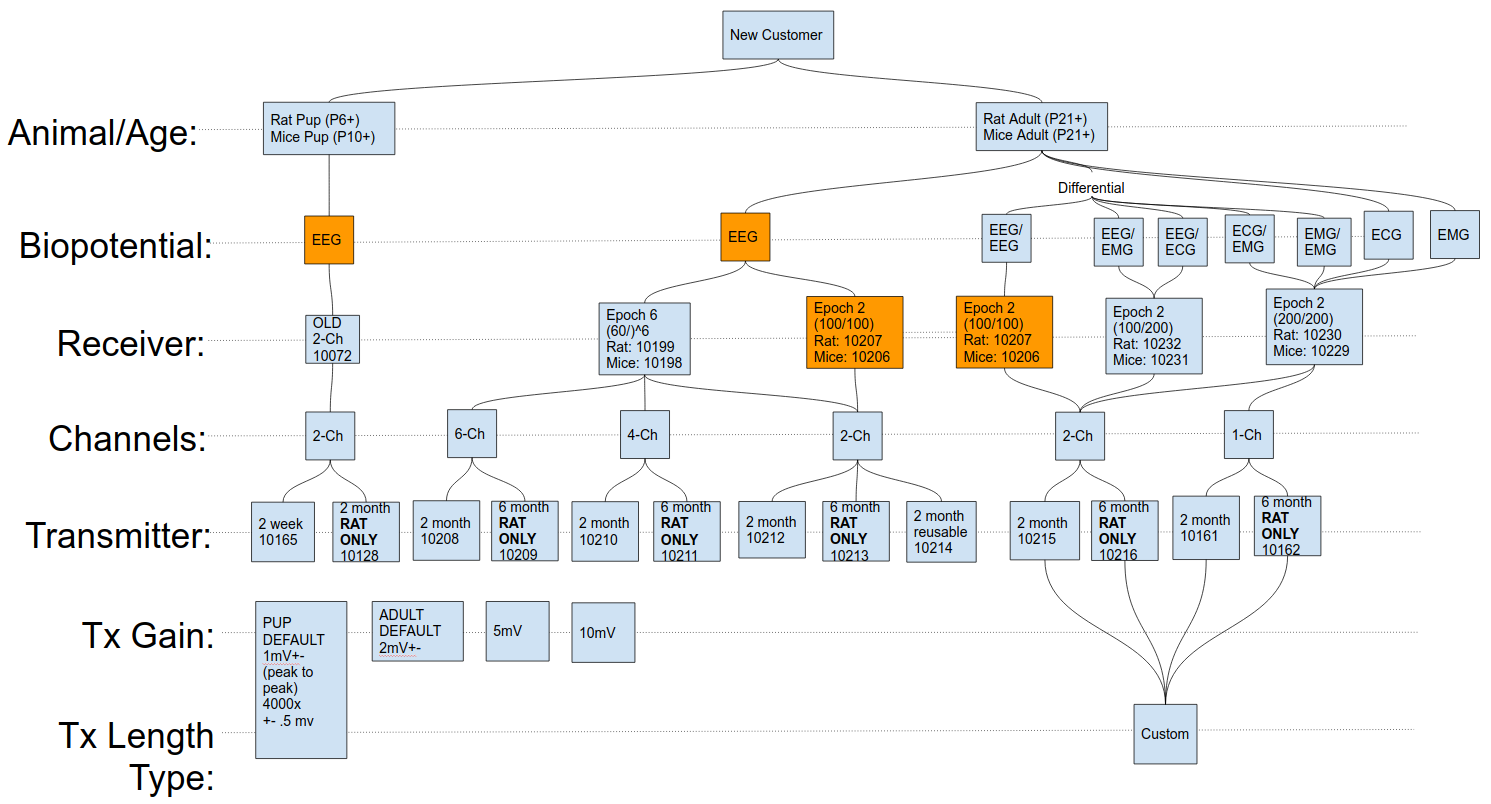 New Customer
Animal/Age:
Rat Pup (P6+)
Mice Pup (P10+)
Rat Adult (P21+)
Mice Adult (P21+)
Differential
Biopotential:
EEG
EEG
EEG/
EEG
EEG/
EMG
EEG/
ECG
ECG/
EMG
EMG/
EMG
ECG
EMG
Receiver:
OLD
2-Ch
10072
Epoch 6
(60/)^6
Rat: 10199
Mice: 10198
Epoch 2
(100/100)
Rat: 10207
Mice: 10206
Epoch 2
(100/100)
Rat: 10207
Mice: 10206
Epoch 2
(100/200)
Rat: 10232
Mice: 10231
Epoch 2
(200/200)
Rat: 10230
Mice: 10229
Channels:
2-Ch
6-Ch
4-Ch
2-Ch
2-Ch
1-Ch
Transmitter:
2 week
10165
2 month
RAT
ONLY
10128
2 month
10208
6 month
RAT
ONLY
10209
2 month
10210
6 month
RAT
ONLY
10211
2 month
10212
6 month
RAT
ONLY
10213
2 month
reusable
10214
2 month
10215
6 month
RAT
ONLY
10216
2 month
10161
6 month
RAT
ONLY
10162
Tx Gain:
PUP
DEFAULT
1mV+-
(peak to
peak)
4000x
+- .5 mv
ADULT
DEFAULT
2mV+-
5mV
10mV
Tx Length
Type:
Custom